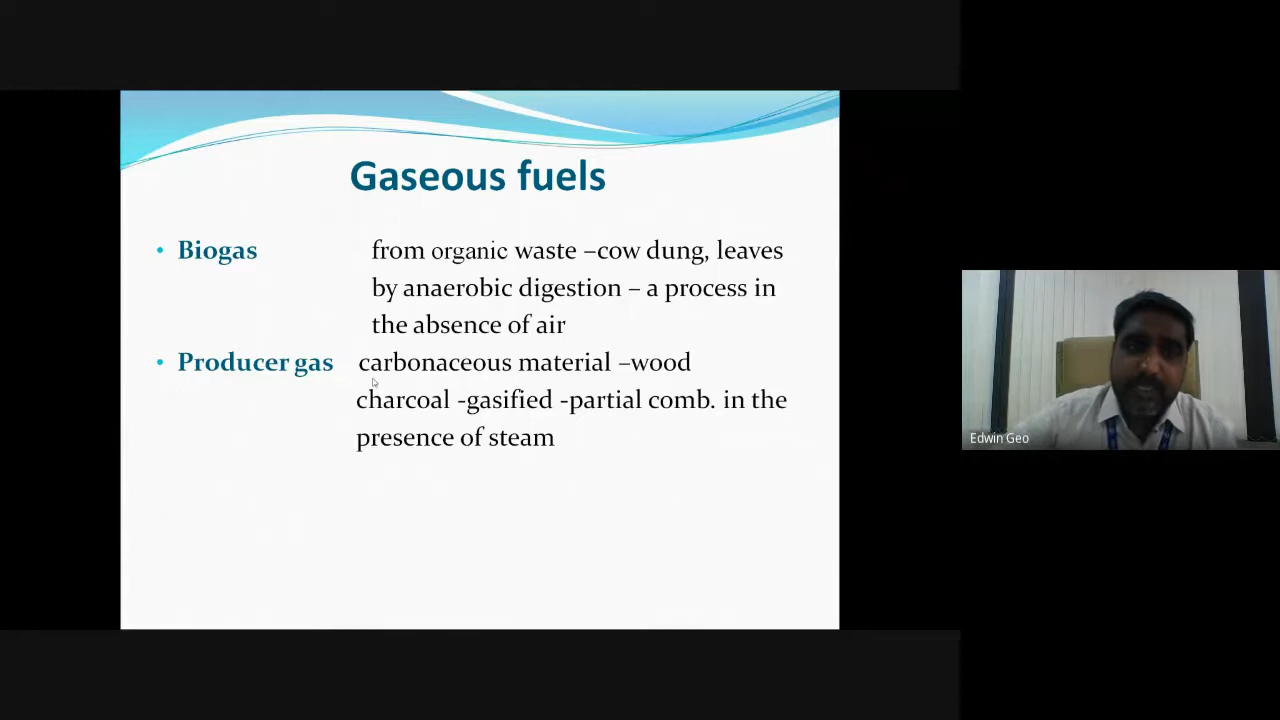 Gaseous fuels
• Biogas from organic waste –cow dung, leaves
by anaerobic digestion – a process in
the absence of air
• Producer gas carbonaceous material –wood
charcoal -gasified -partial comb. in the
presence of steam
Edwin Geo